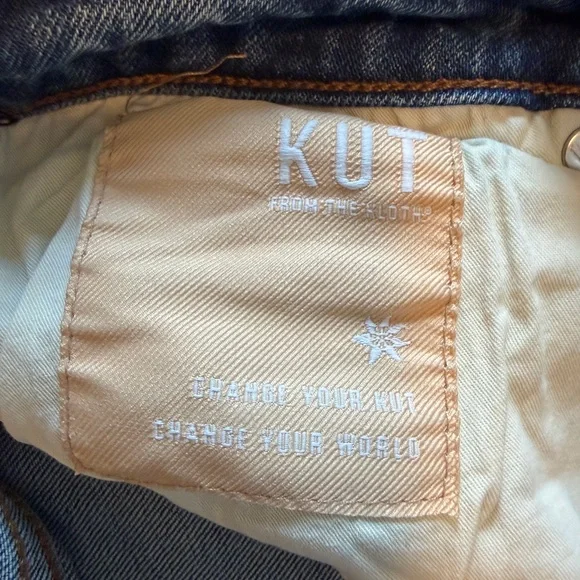 KUT
FROM THE KLOTH®
CHANGE YOUR KUT
CHANGE YOUR WORLD